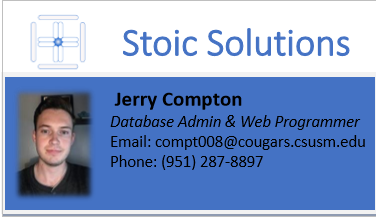 Stoic Solutions
Jerry Compton
Database Admin & Web Programmer
Email: compt008@cougars.csusm.edu
Phone: (951) 287-8897